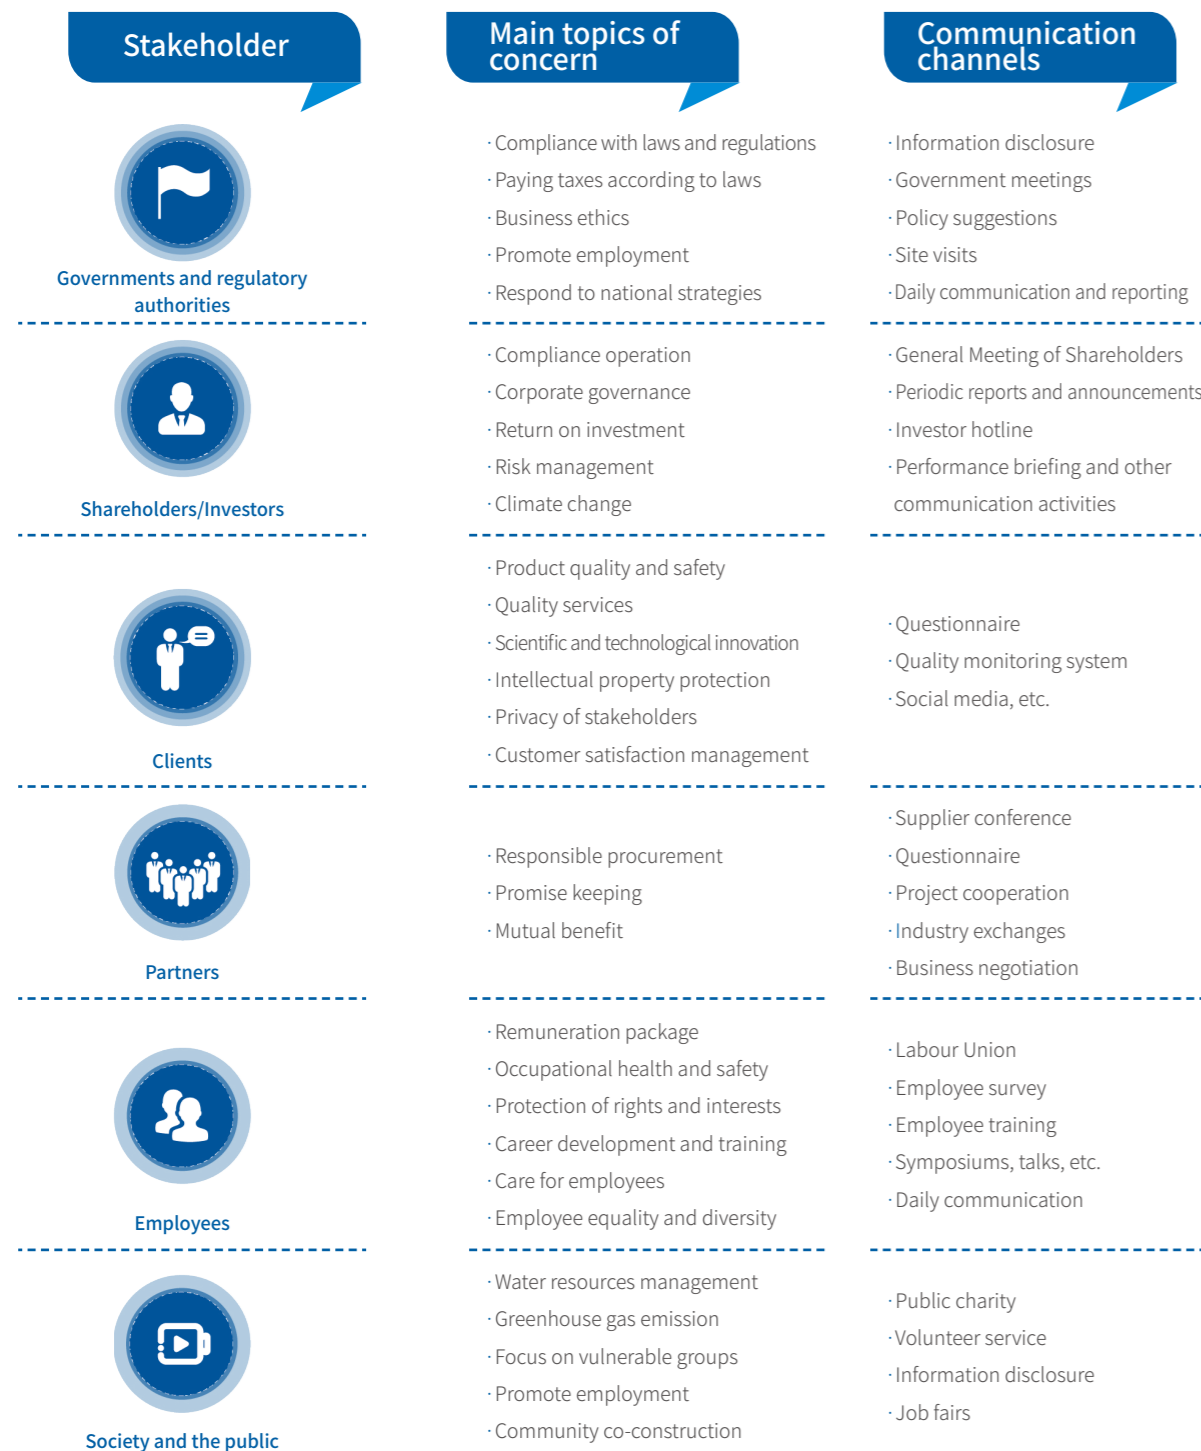 Stakeholder
Main topics of
concern
Communication
channels
Governments and regulatory
authorities
· Compliance with laws and regulations
· Paying taxes according to laws
· Business ethics
· Promote employment
· Respond to national strategies
· Information disclosure
· Government meetings
· Policy suggestions
· Site visits
· Daily communication and reporting
Shareholders/Investors
· Compliance operation
· Corporate governance
· Return on investment
· Risk management
· Climate change
· General Meeting of Shareholders
· Periodic reports and announcements
· Investor hotline
· Performance briefing and other
communication activities
Clients
· Product quality and safety
· Quality services
· Scientific and technological innovation
· Intellectual property protection
· Privacy of stakeholders
· Customer satisfaction management
· Questionnaire
· Quality monitoring system
· Social media, etc.
Partners
· Responsible procurement
· Promise keeping
· Mutual benefit
· Supplier conference
· Questionnaire
· Project cooperation
· Industry exchanges
· Business negotiation
Employees
· Remuneration package
· Occupational health and safety
· Protection of rights and interests
· Career development and training
· Care for employees
· Employee equality and diversity
· Labour Union
· Employee survey
· Employee training
· Symposiums, talks, etc.
· Daily communication
Society and the public
· Water resources management
· Greenhouse gas emission
· Focus on vulnerable groups
· Promote employment
· Community co-construction
· Public charity
· Volunteer service
· Information disclosure
· Job fairs